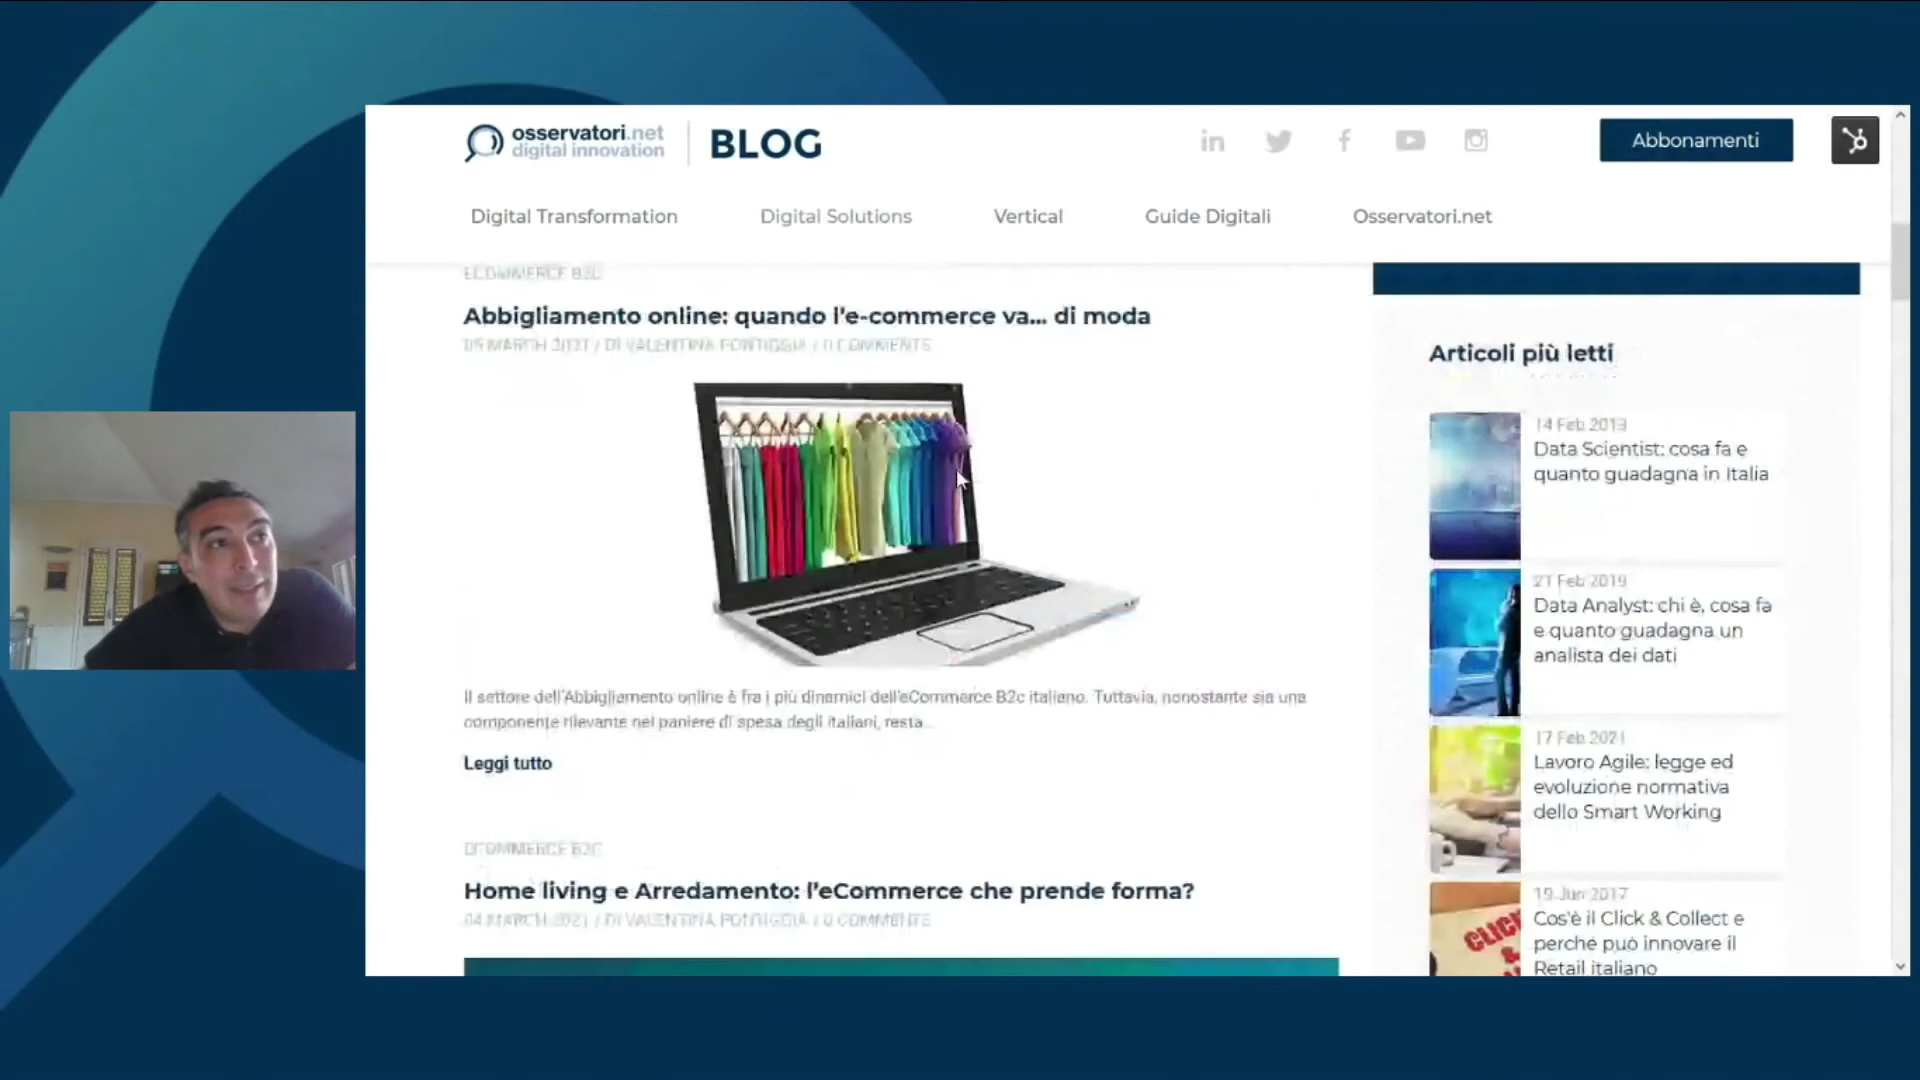 osservatori.net
digital innovation
BLOG
Abbonamenti
Digital Transformation
Digital Solutions
Vertical
Guide Digitali
Osservatori.net
ECOMMERCE B2C
Abbigliamento online: quando l'e-commerce va... di moda
05 MARCH 2021 / DI VALENTINA PONTIGGIA / 0 COMMENTS
Il settore dell'Abbigliamento online è fra i più dinamici dell'eCommerce B2c italiano. Tuttavia, nonostante sia una
componente rilevante nel paniere di spesa degli italiani, resta...
Leggi tutto
ECOMMERCE B2C
Home living e Arredamento: l'eCommerce che prende forma?
04 MARCH 2021 / DI VALENTINA PONTIGGIA / 0 COMMENTS
Articoli più letti
14 Feb 2019
Data Scientist: cosa fa e
quanto guadagna in Italia
21 Feb 2019
Data Analyst: chi è, cosa fa
e quanto guadagna un
analista dei dati
17 Feb 2021
Lavoro Agile: legge ed
evoluzione normativa
dello Smart Working
19 Jun 2017
Cos'è il Click & Collect e
perché può innovare il
Retail italiano
CLICK
&